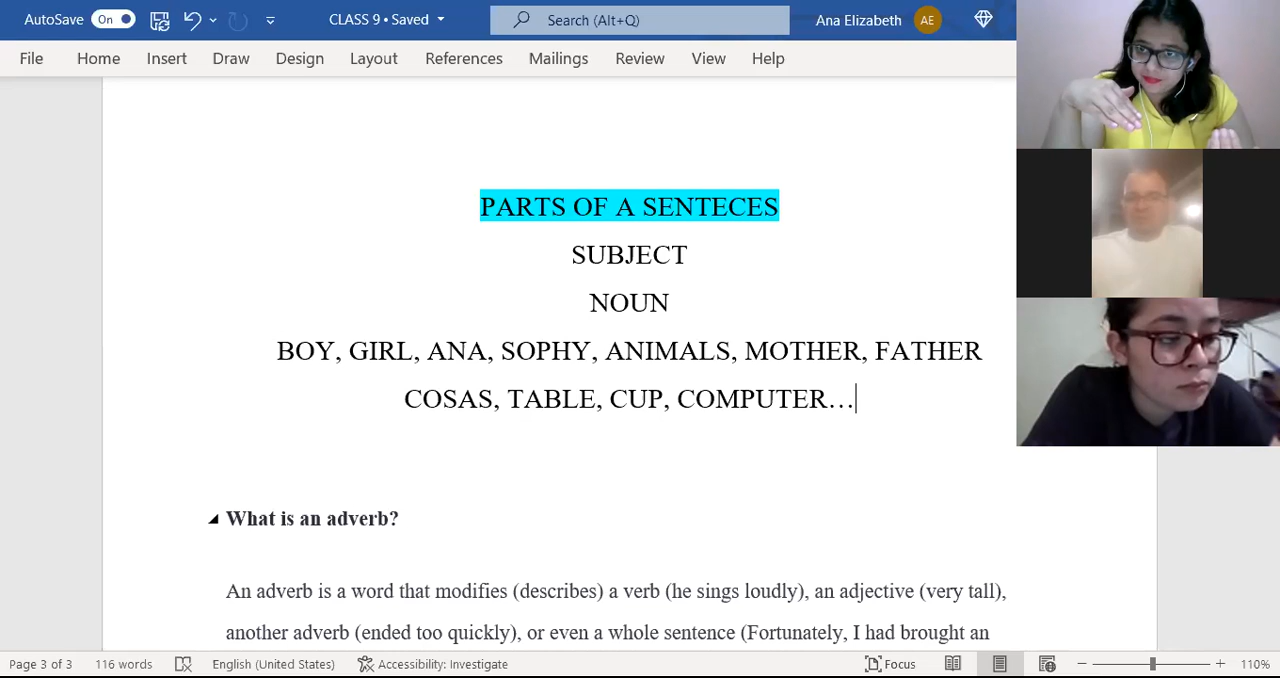 AutoSave On CLASS 9 • Saved Search (Alt+Q) Ana Elizabeth AE
File Home Insert Draw Design Layout References Mailings Review View Help
PARTS OF A SENTECES
SUBJECT
NOUN
BOY, GIRL, ANA, SOPHY, ANIMALS, MOTHER, FATHER
COSAS, TABLE, CUP, COMPUTER…
What is an adverb?
An adverb is a word that modifies (describes) a verb (he sings loudly), an adjective (very tall),
another adverb (ended too quickly), or even a whole sentence (Fortunately, I had brought an
Page 3 of 3 116 words English (United States) Accessibility: Investigate Focus 110%